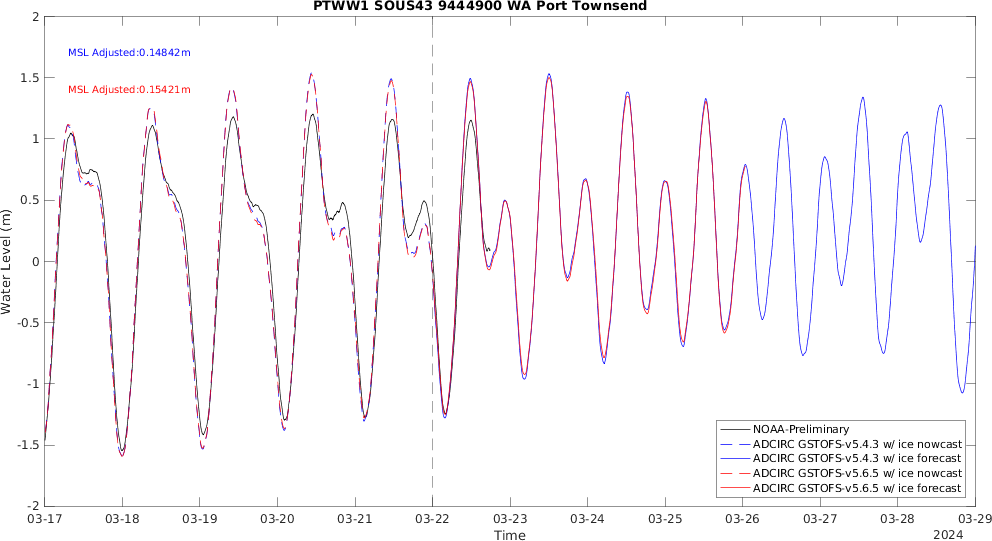 PTWW1 SOUS43 9444900 WA Port Townsend
MSL Adjusted:0.14842m
MSL Adjusted:0.15421m
Water Level (m)
2
1.5
1
0.5
0
-0.5
-1
-1.5
-2
NOAA-Preliminary
ADCIRC GSTOFS-v5.4.3 w/ ice nowcast
ADCIRC GSTOFS-v5.4.3 w/ ice forecast
ADCIRC GSTOFS-v5.6.5 w/ ice nowcast
ADCIRC GSTOFS-v5.6.5 w/ ice forecast
03-17 03-18 03-19 03-20 03-21 03-22 03-23 03-24 03-25 03-26 03-27 03-28 03-29
Time
2024